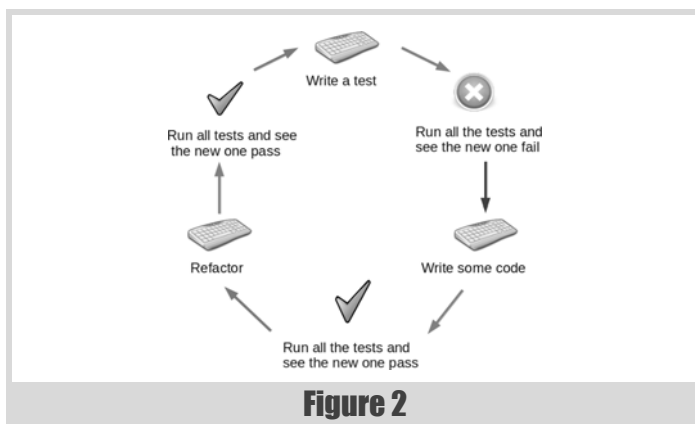 Write a test
Run all the tests and
see the new one fail
Write some code
Run all the tests and
see the new one pass
Refactor
Run all tests and see
the new one pass
Figure 2